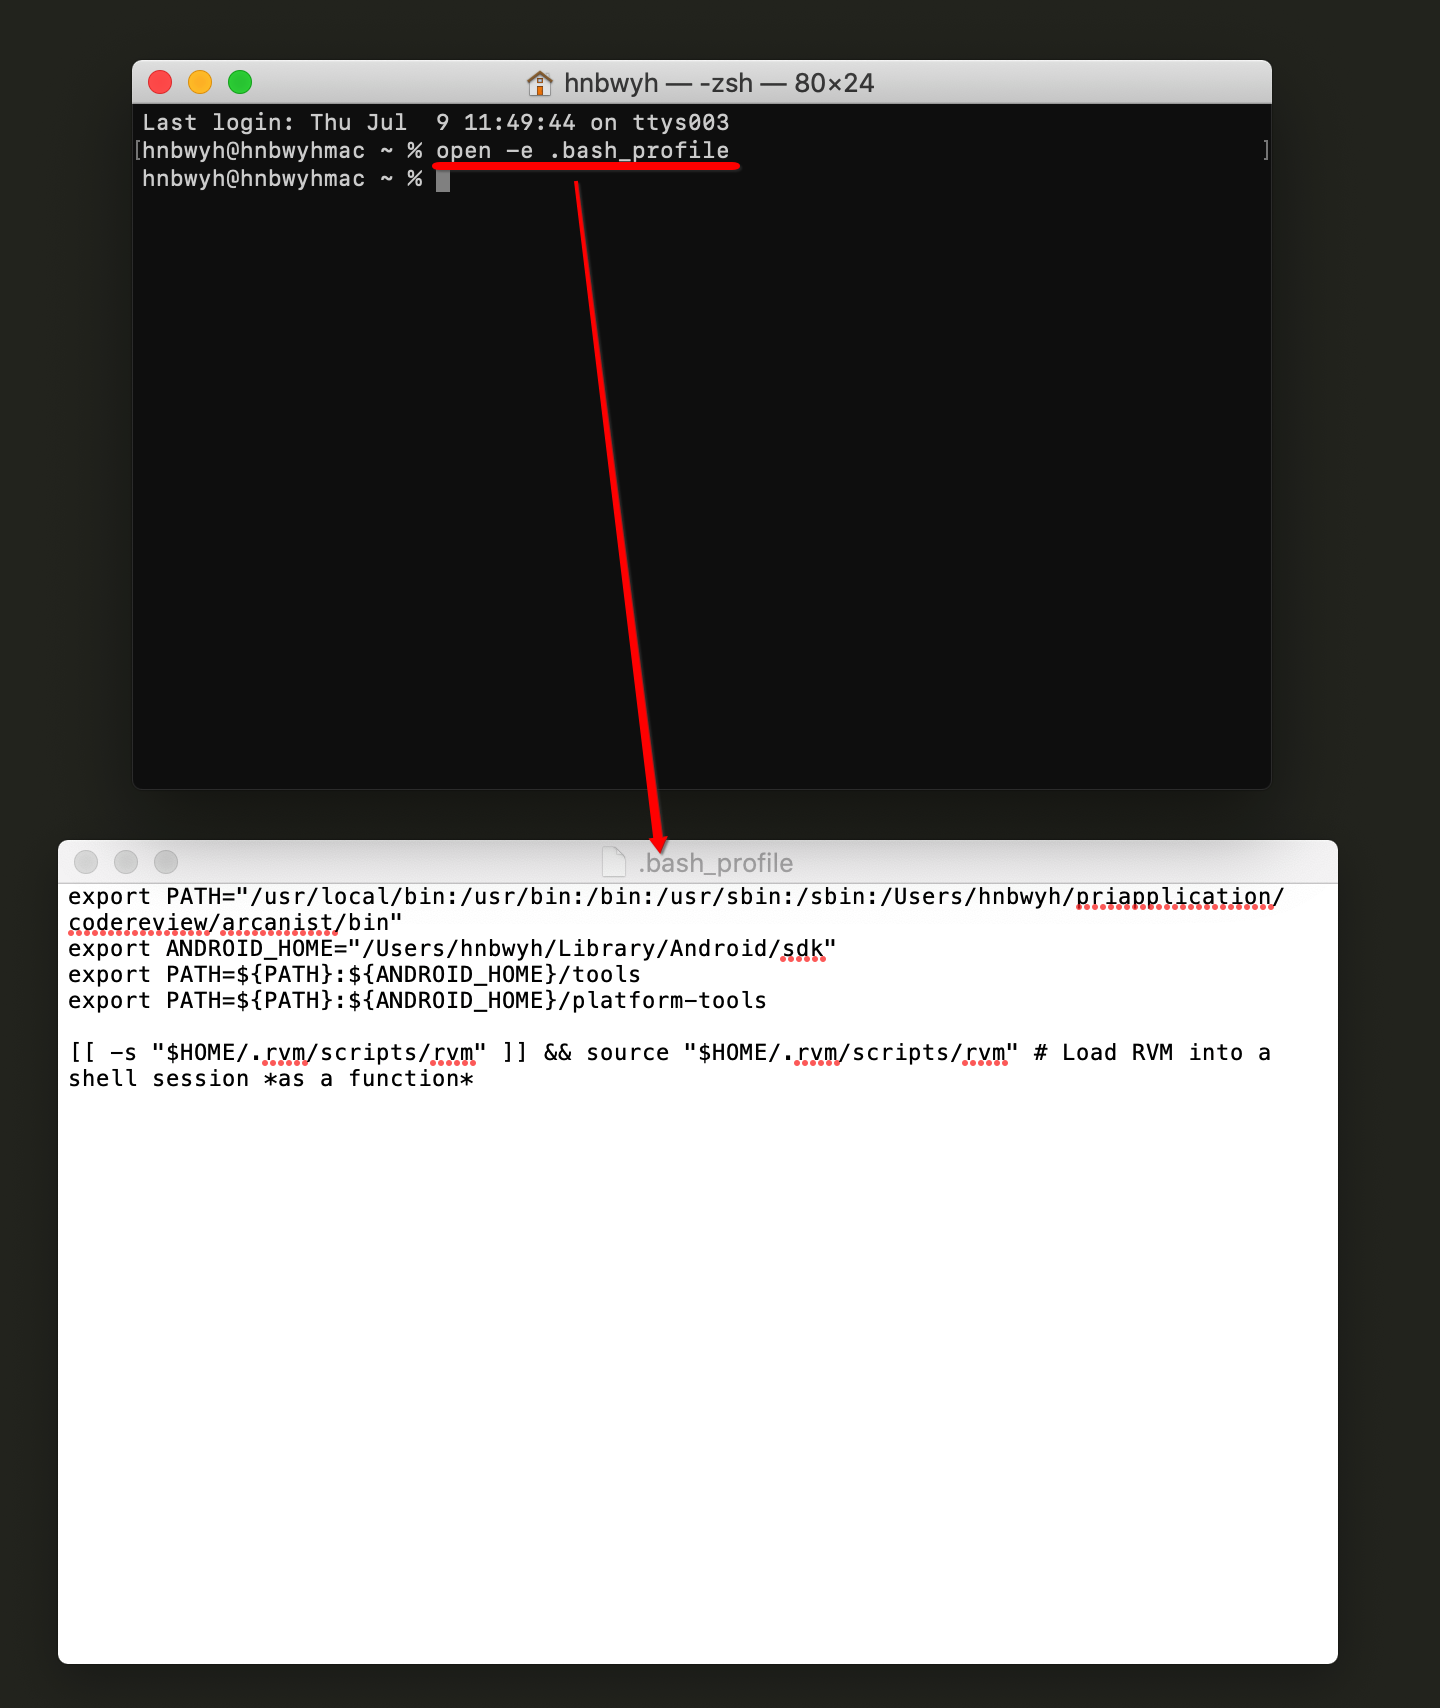 hnbwyh — -zsh — 80×24
Last login: Thu Jul  9 11:49:44 on ttys003
[hnbwyh@hnbwyhmac ~ % open -e .bash_profile ]
hnbwyh@hnbwyhmac ~ %
.bash_profile
export PATH="/usr/local/bin:/usr/bin:/bin:/usr/sbin:/sbin:/Users/hnbwyh/priapplication/
codereview/arcanist/bin"
export ANDROID_HOME="/Users/hnbwyh/Library/Android/sdk"
export PATH=${PATH}:${ANDROID_HOME}/tools
export PATH=${PATH}:${ANDROID_HOME}/platform-tools
[[ -s "$HOME/.rvm/scripts/rvm" ]] && source "$HOME/.rvm/scripts/rvm" # Load RVM into a
shell session *as a function*